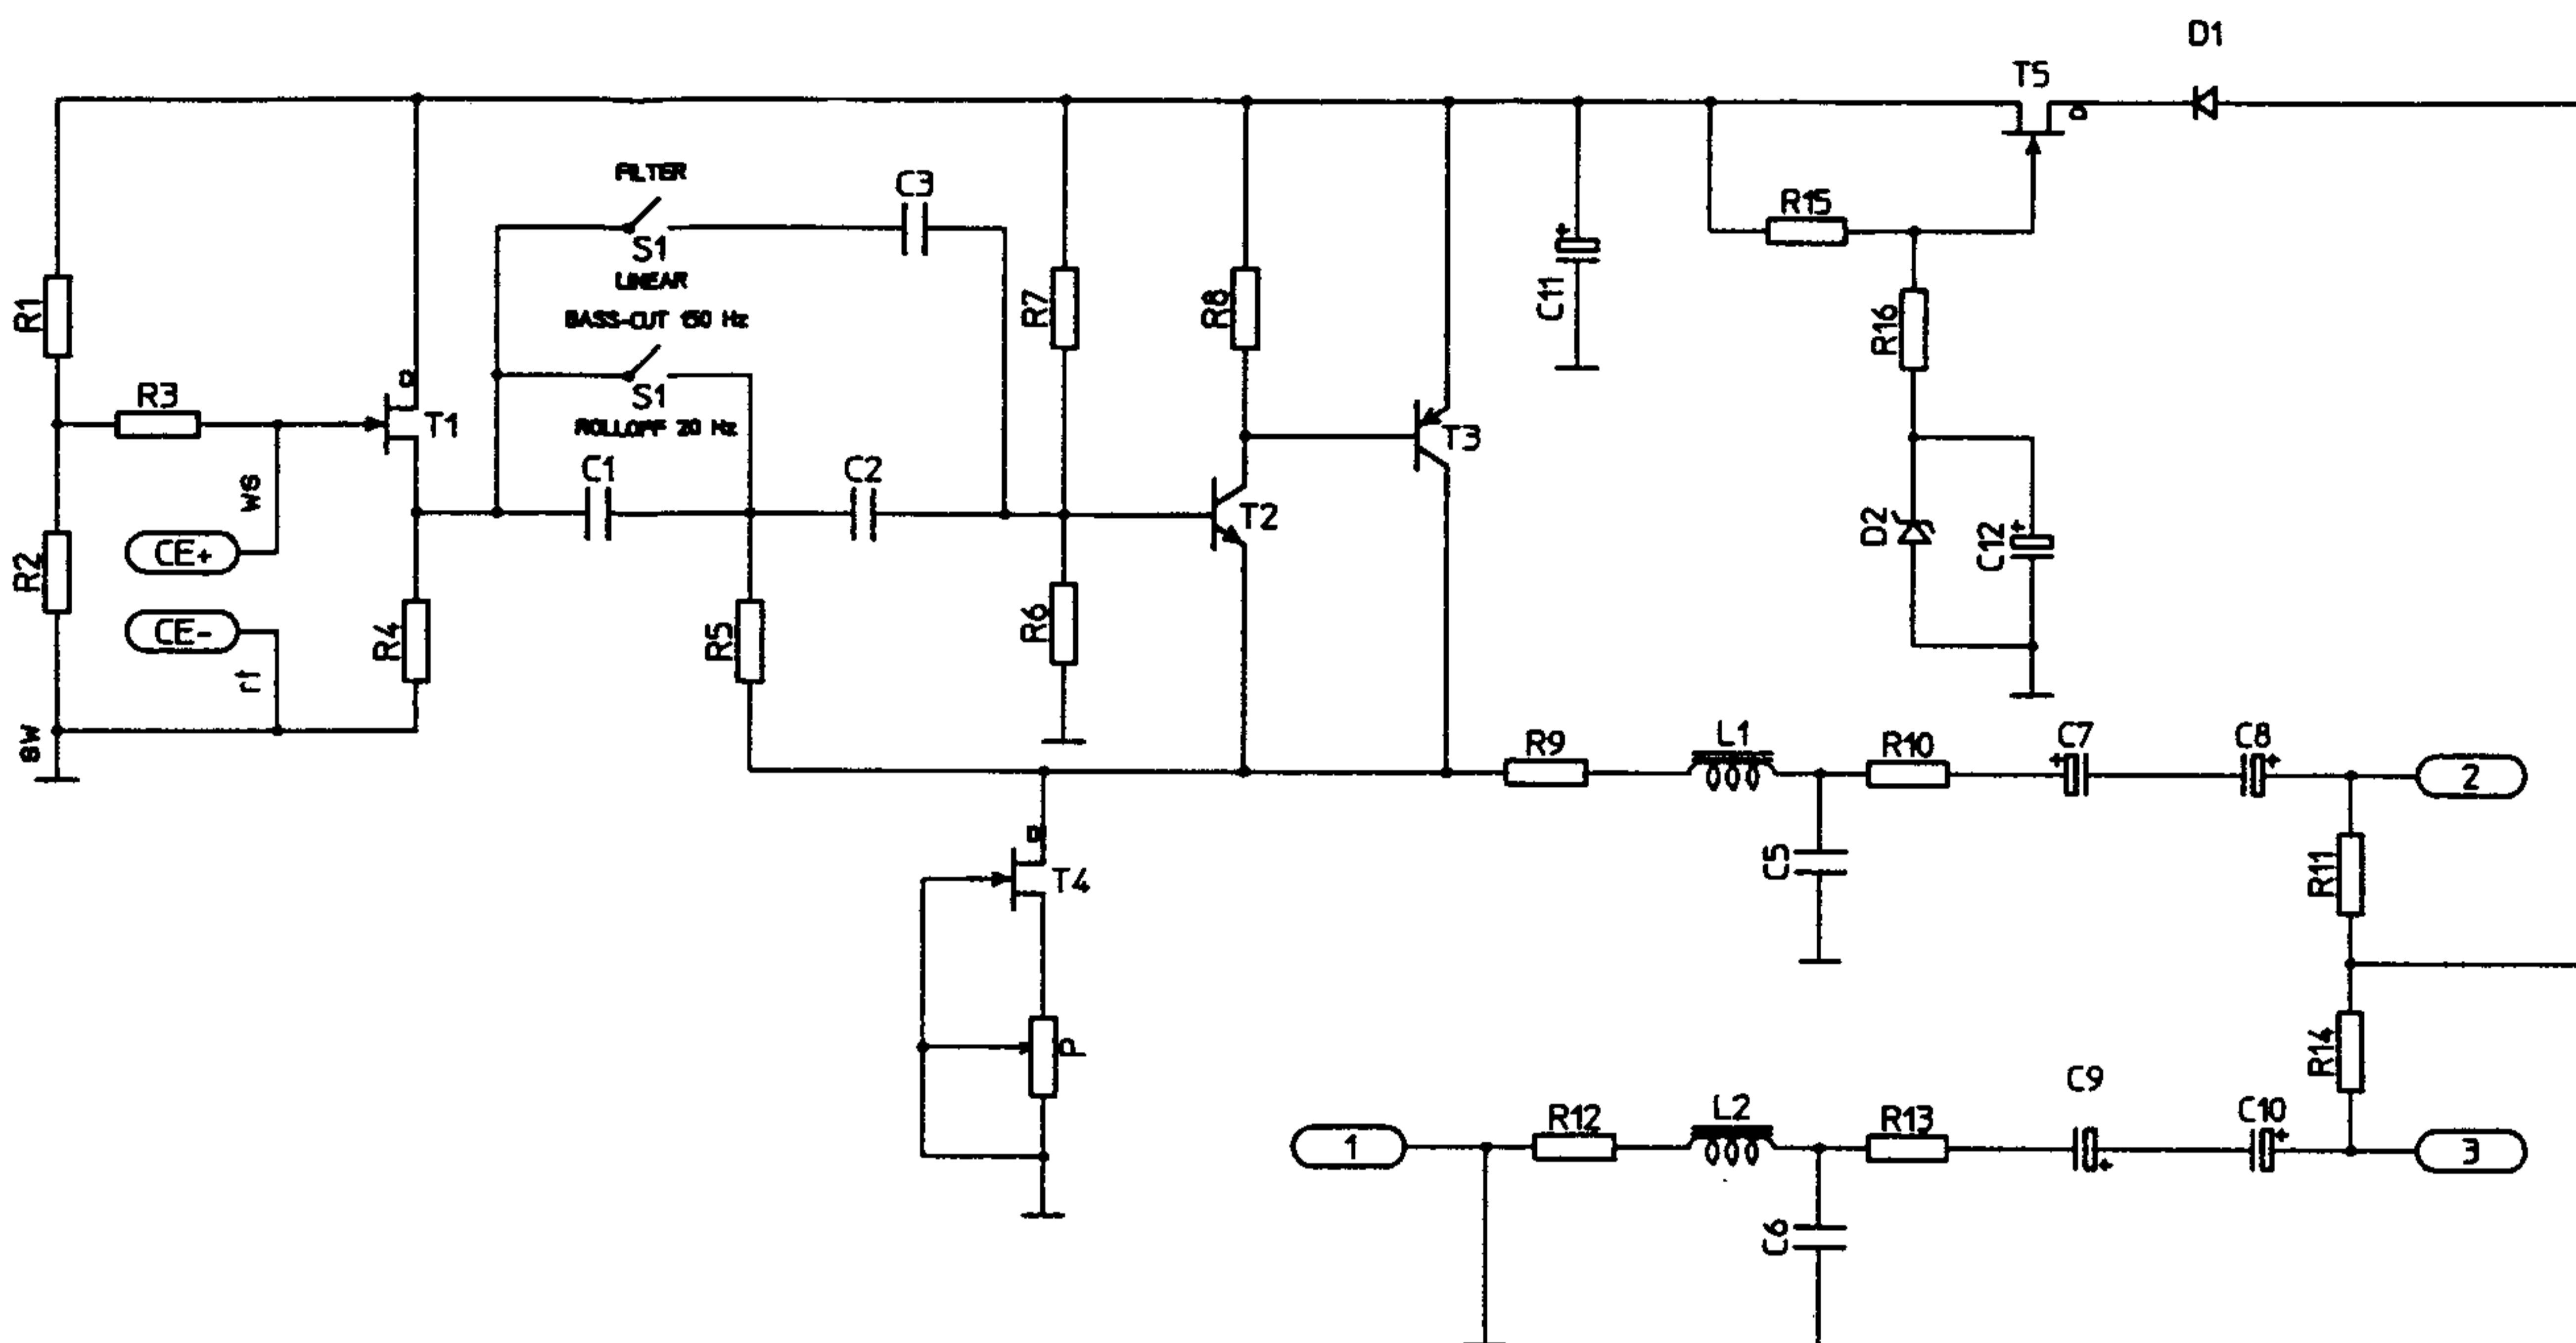 D1
T5
FILTER
C3
S1
LINEAR
BASS-CUT 150 Hz
S1
ROLLOFF 20 Hz
R15
R1
R7
R8
C11
R16
D
R3
T1
T3
C1
C2
T2
ws
CE+
R2
D2
C12
CE-
rt
R4
R5
R6
sw
R9
L1
R10
C7
C8
2
D
T4
C5
R11
P
R14
1
R12
L2
R13
C9
C10
3
C6
D
+
+
+
+
+
+